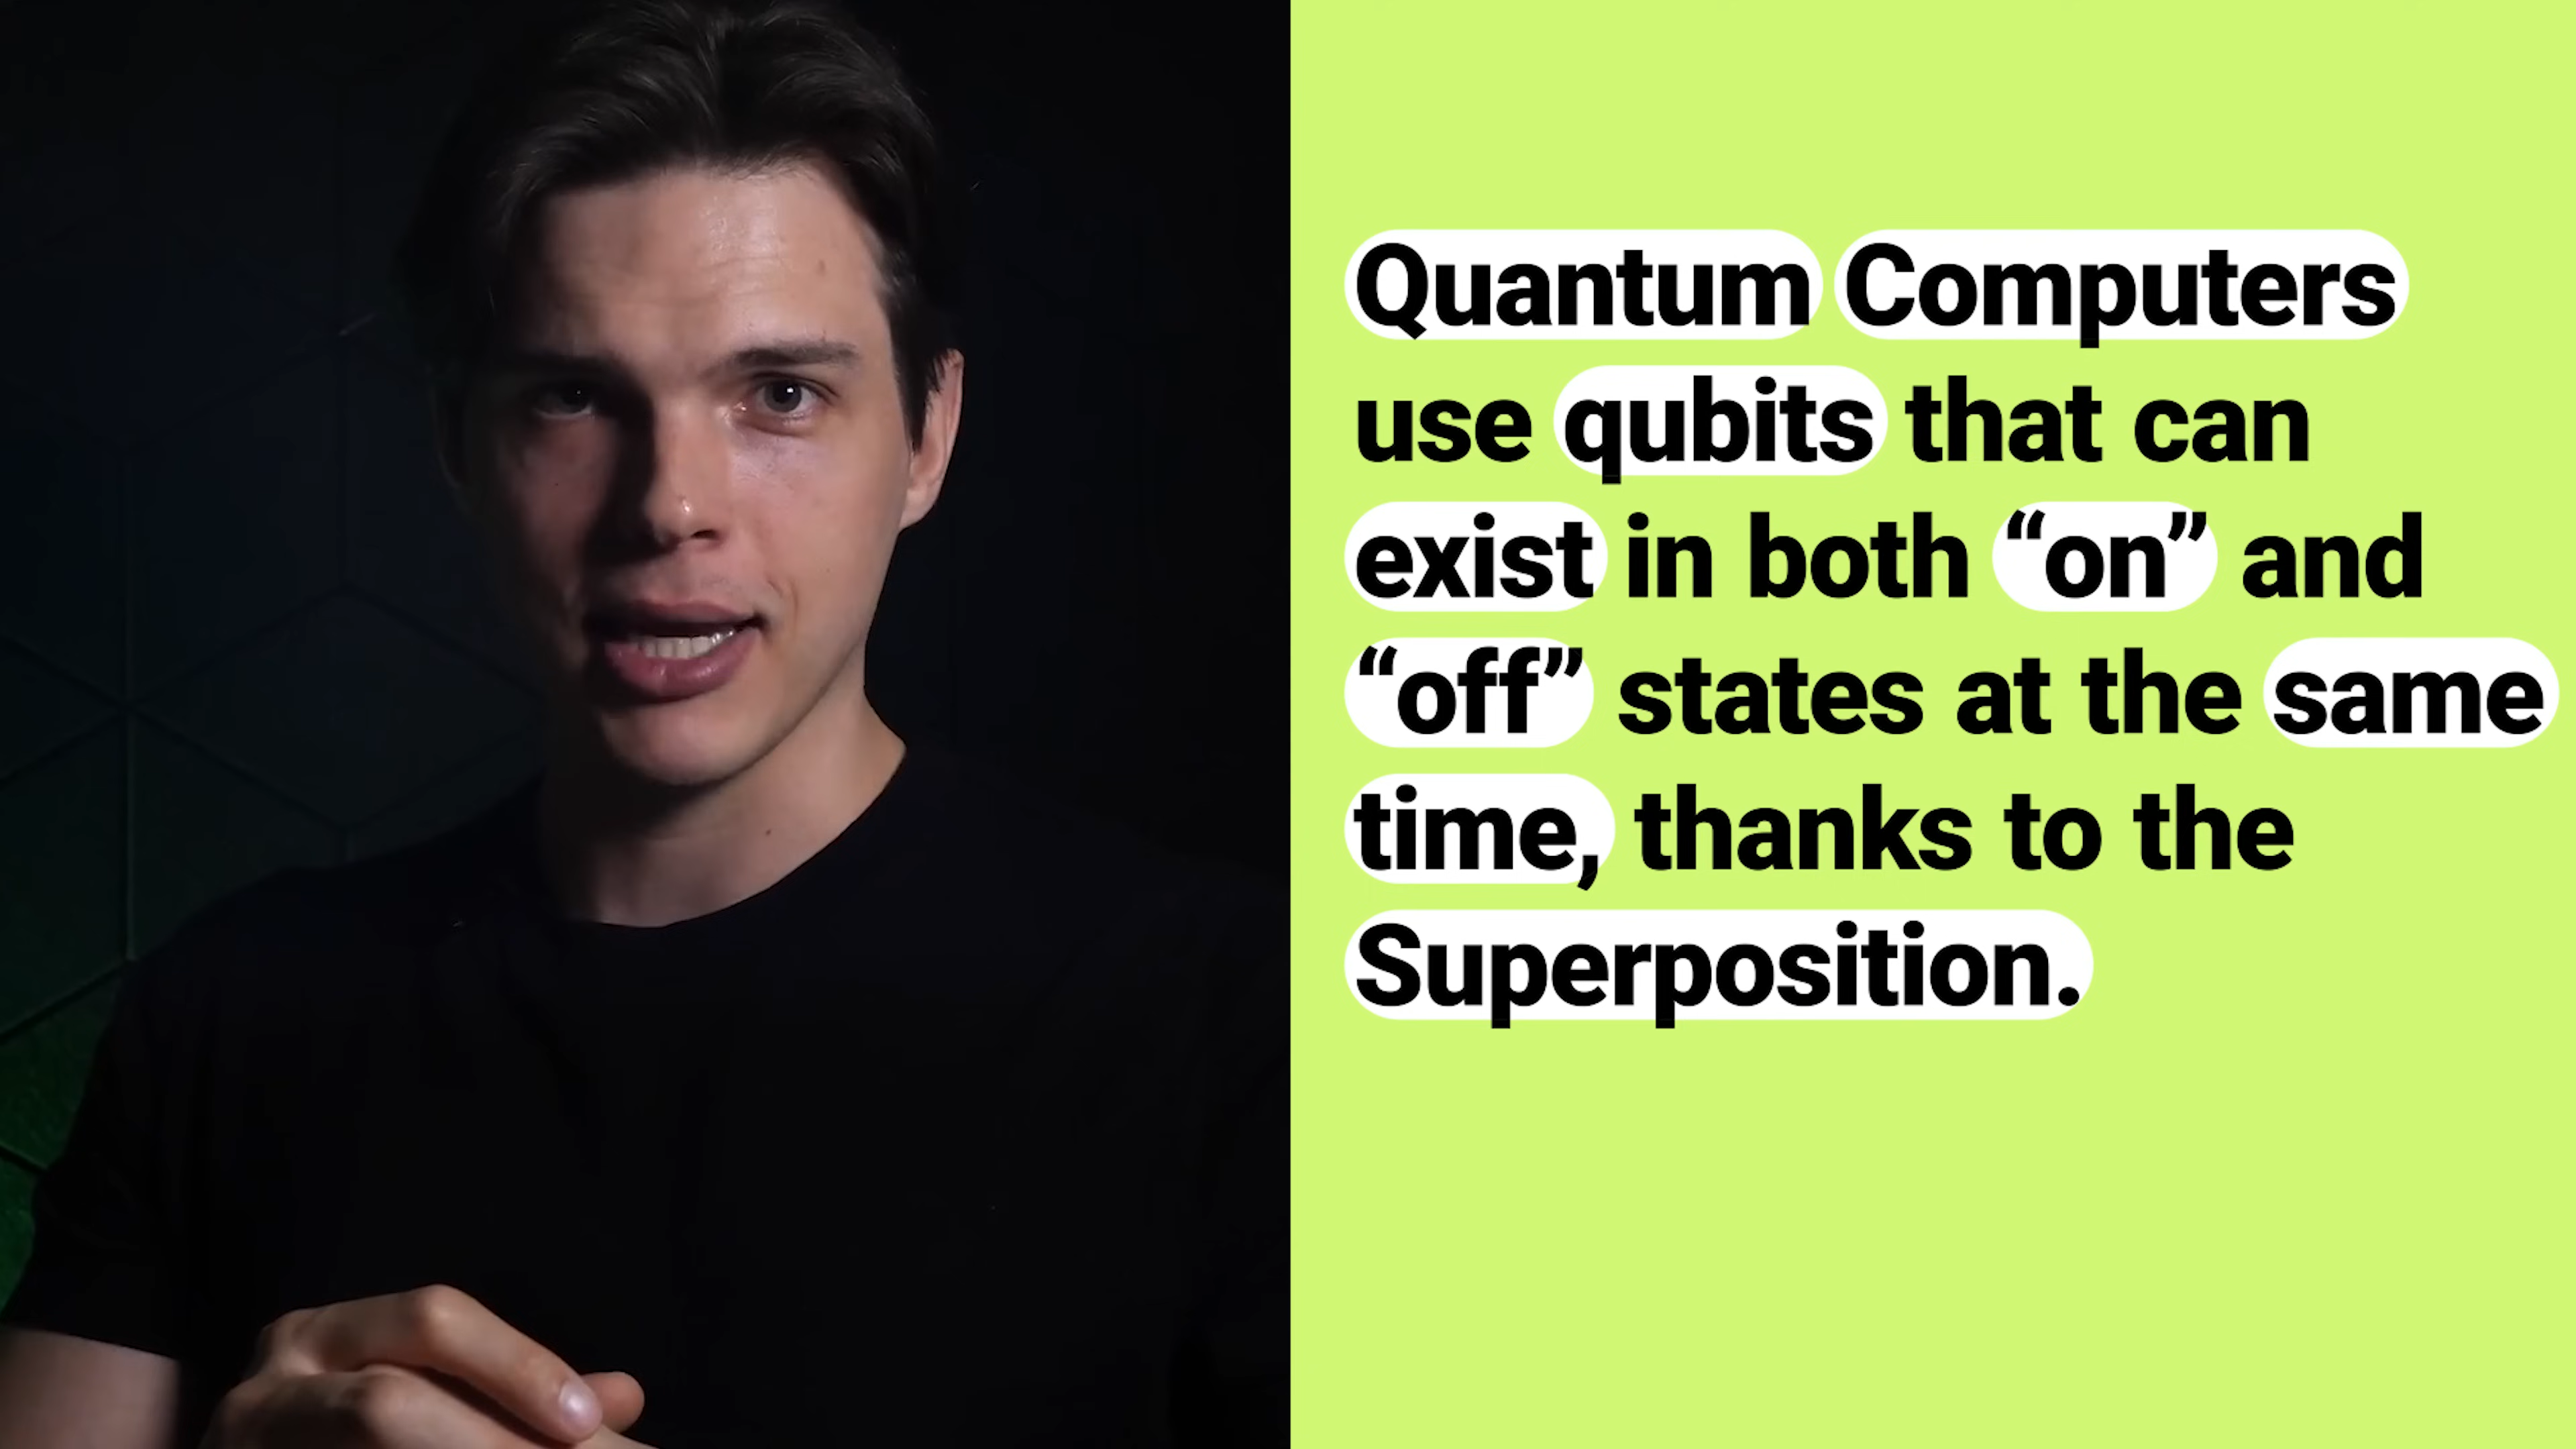 Quantum Computers
use qubits that can
exist in both “on” and
“off” states at the same
time, thanks to the
Superposition.